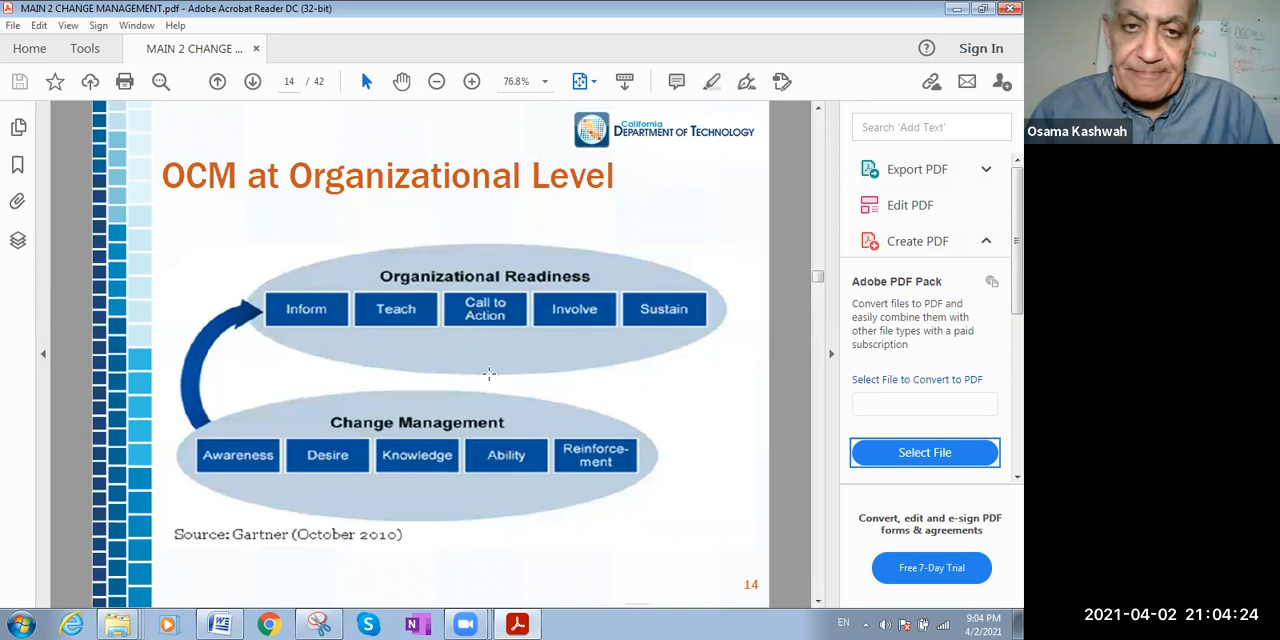 MAIN 2 CHANGE MANAGEMENT.pdf - Adobe Acrobat Reader DC (32-bit)
File Edit View Sign Window Help
Home Tools MAIN 2 CHANGE ... × Sign In
14 / 42 76.8%
California
DEPARTMENT OF TECHNOLOGY
OCM at Organizational Level
Organizational Readiness
Inform Teach Call to Action Involve Sustain
Change Management
Awareness Desire Knowledge Ability Reinforce-ment
Source: Gartner (October 2010)
14
Search 'Add Text'
Export PDF
Edit PDF
Create PDF
Adobe PDF Pack
Convert files to PDF and
easily combine them with
other file types with a paid
subscription
Select File to Convert to PDF
Select File
Convert, edit and e-sign PDF
forms & agreements
Free 7-Day Trial
Osama Kashwah
EN 9:04 PM
4/2/2021
2021-04-02 21:04:24